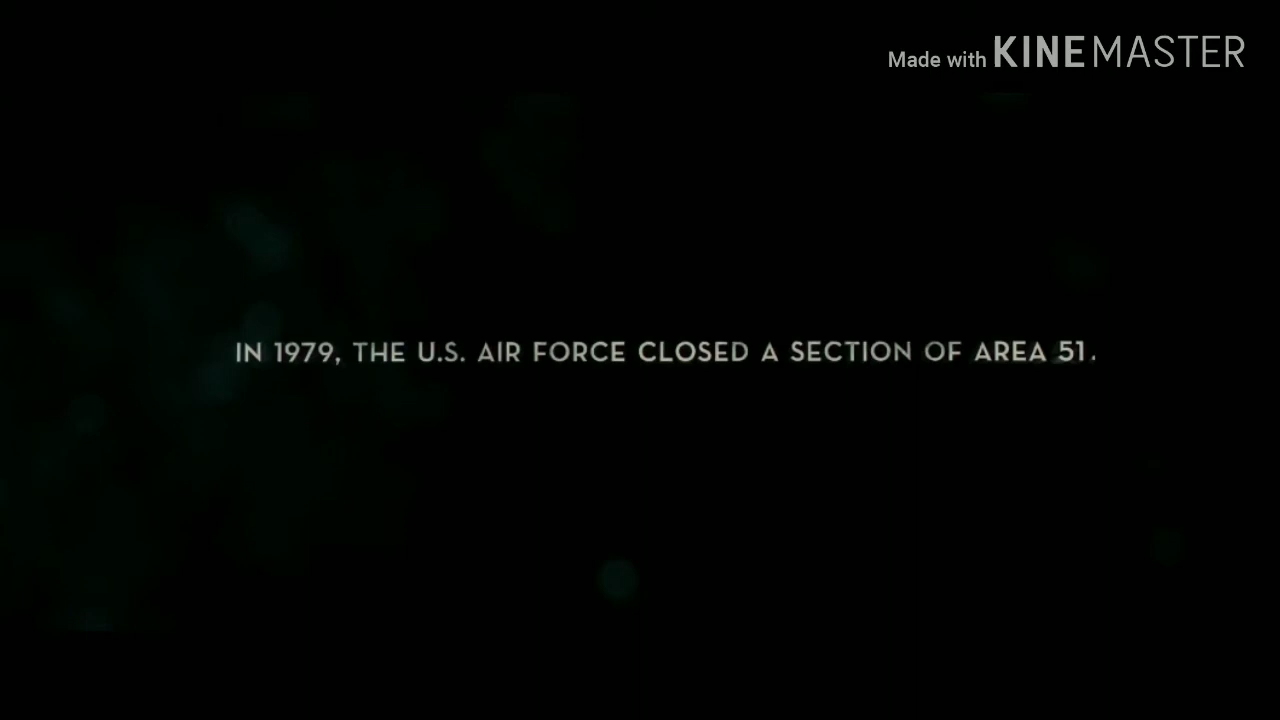 Made with KINEMASTER
IN 1979, THE U.S. AIR FORCE CLOSED A SECTION OF AREA 51.